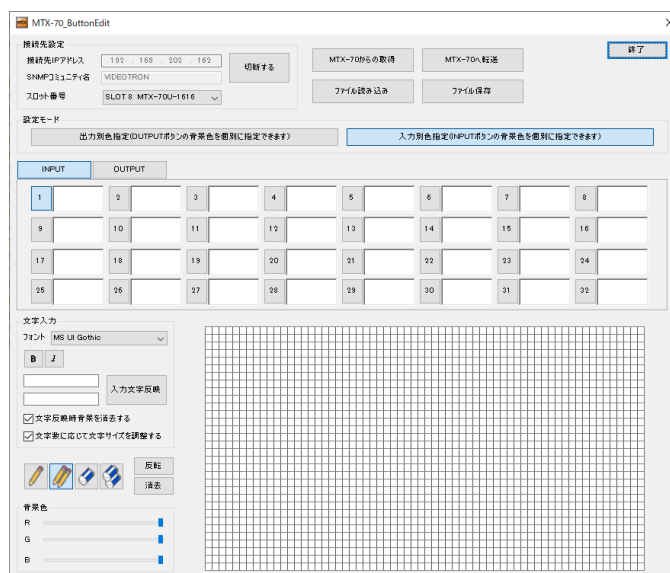 MTX-70_ButtonEdit
接続先設定
接続先IPアドレス 192 . 168 . 202 . 162
SNMPコミュニティ名 VIDEOTRON
スロット番号 SLOT 8 MTX-70U-1616
切断する
MTX-70からの取得 MTX-70へ転送
ファイル読み込み ファイル保存
終了
設定モード
出力別色指定(OUTPUTボタンの背景色を個別に指定できます) 入力別色指定(INPUTボタンの背景色を個別に指定できます)
INPUT OUTPUT
1 2 3 4 5 6 7 8
9 10 11 12 13 14 15 16
17 18 19 20 21 22 23 24
25 26 27 28 29 30 31 32
文字入力
フォント MS UI Gothic
B I
入力文字反映
文字反映時背景を消去する
文字数に応じて文字サイズを調整する
反転
消去
背景色
R
G
B